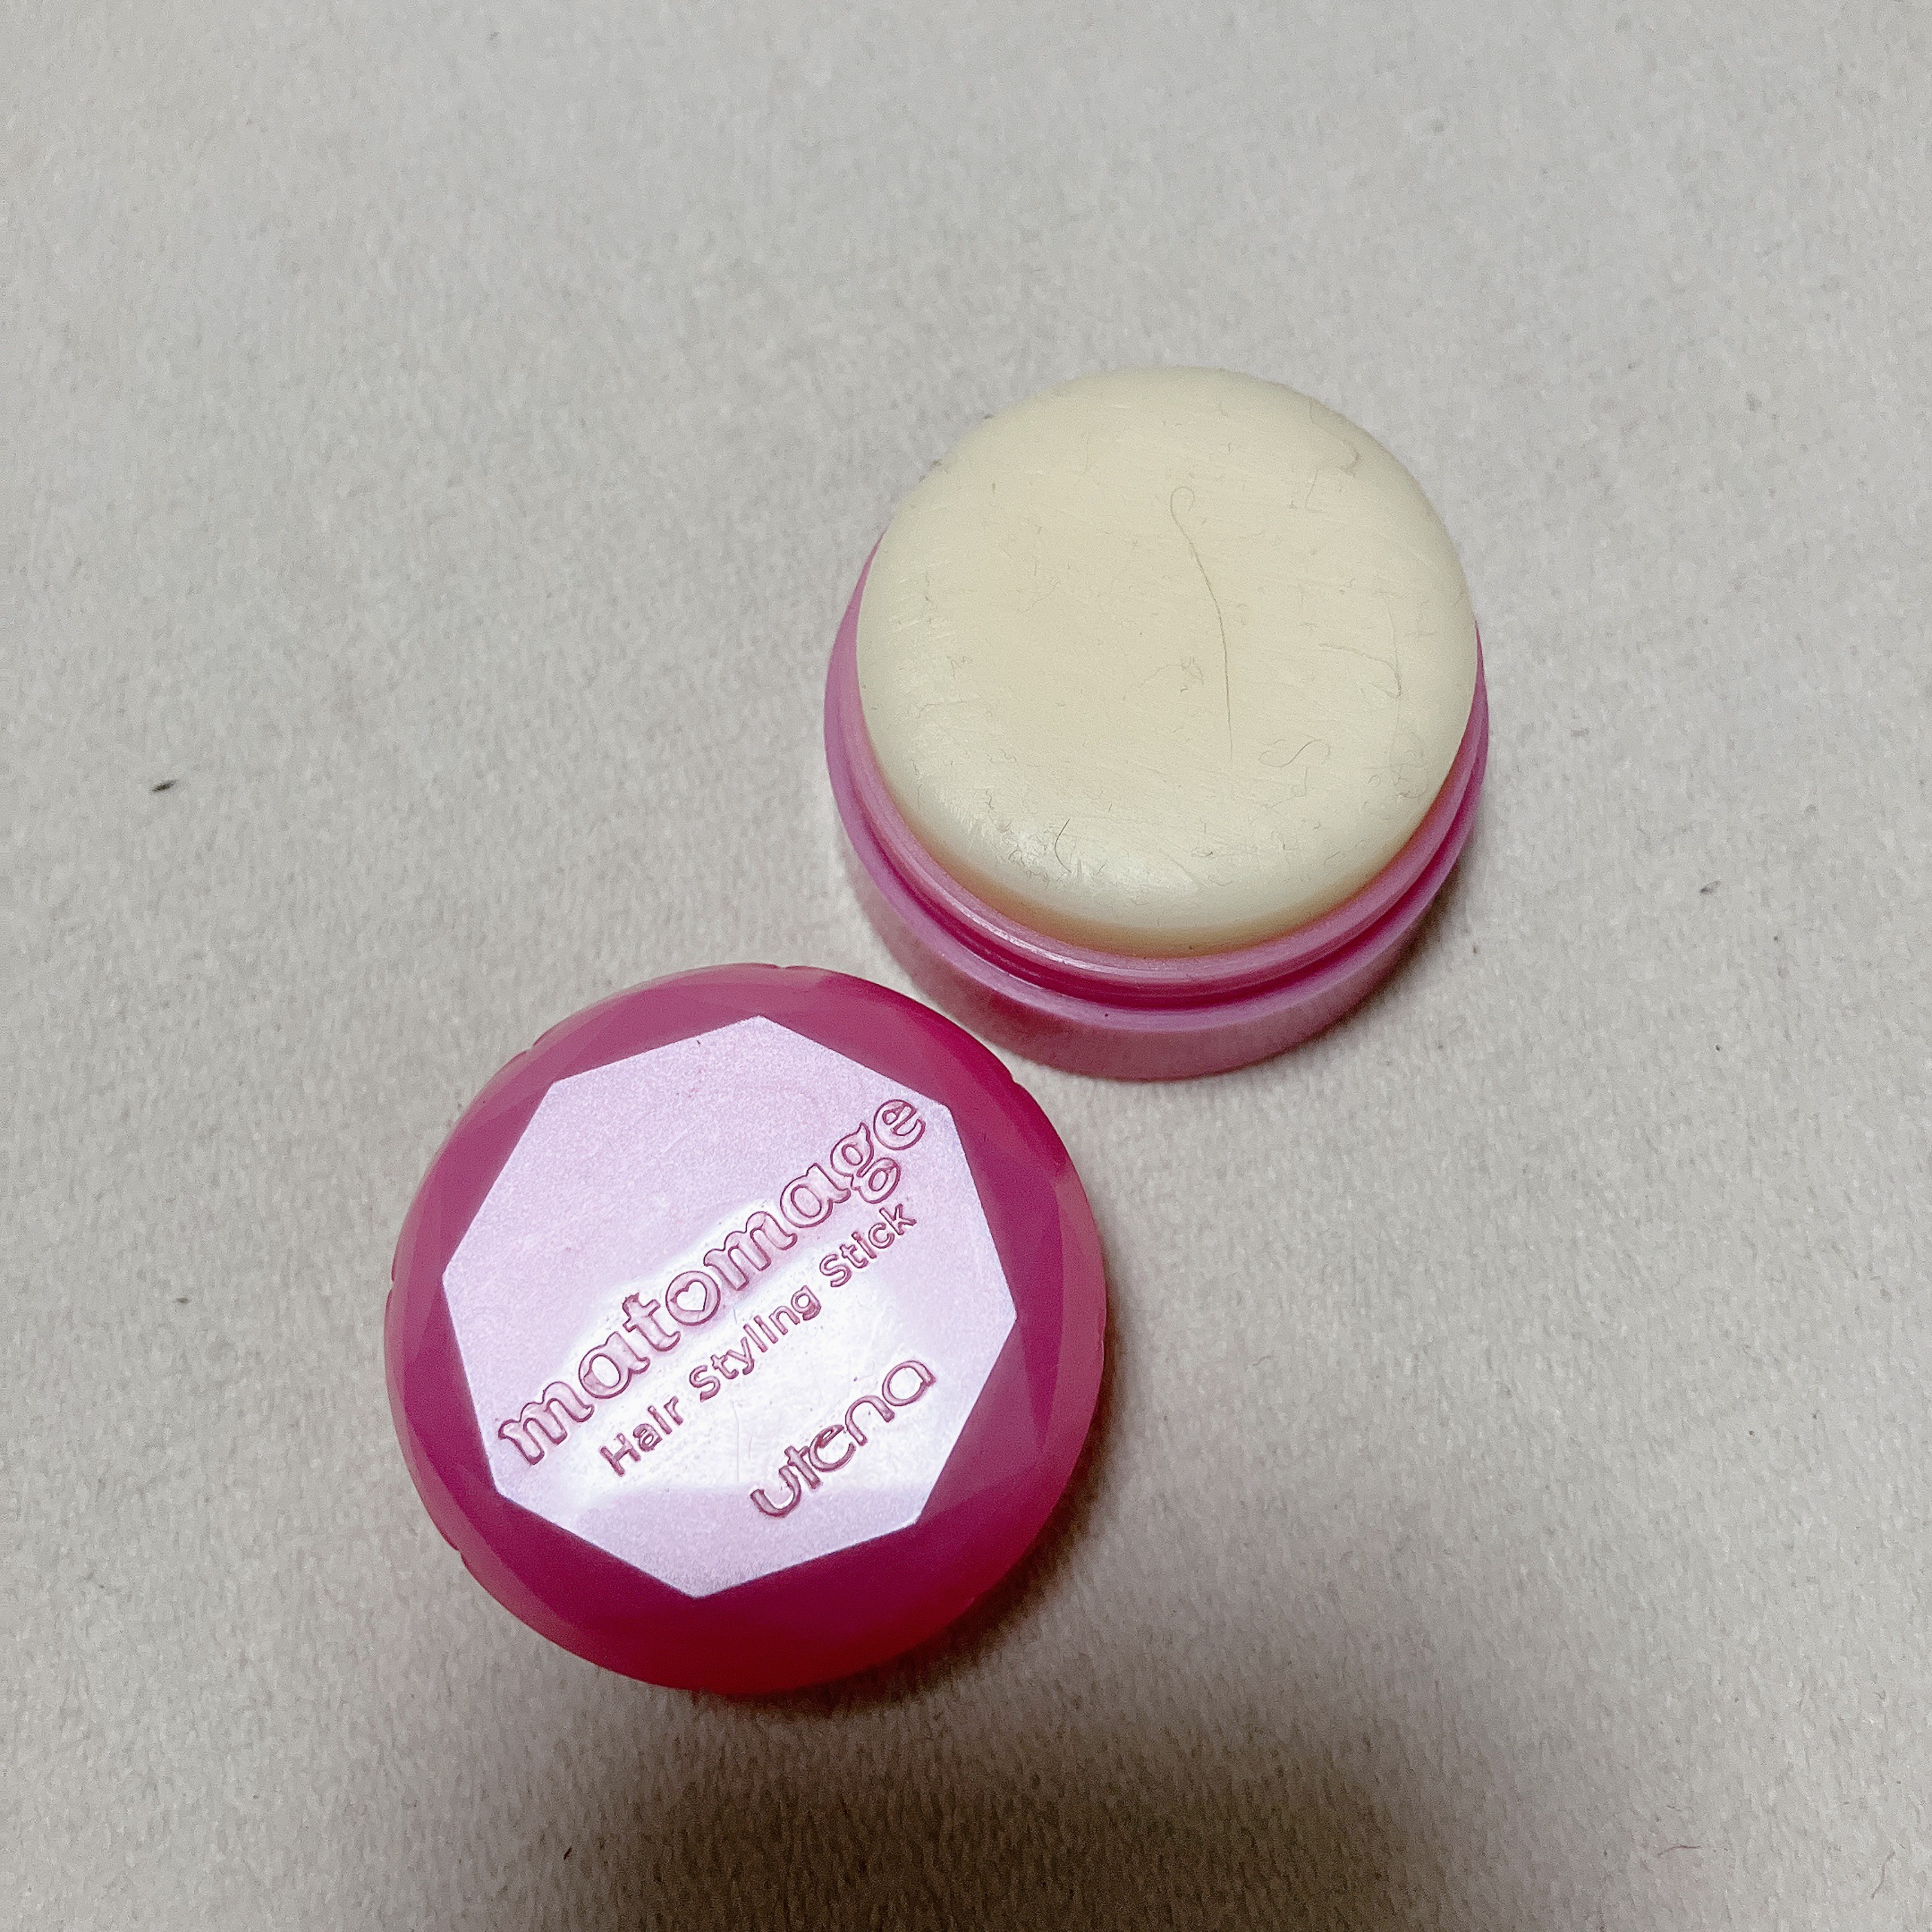 matomage
Hair Styling Stick
utena